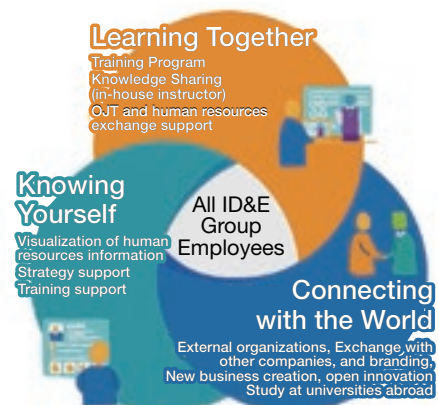 Learning Together
Training Program
Knowledge Sharing
(in-house instructor)
OJT and human resources
exchange support
Knowing
Yourself
Visualization of human
resources information
Strategy support
Training support
All ID&E
Group
Employees
Connecting
with the World
External organizations, Exchange with
other companies, and branding,
New business creation, open innovation
Study at universities abroad